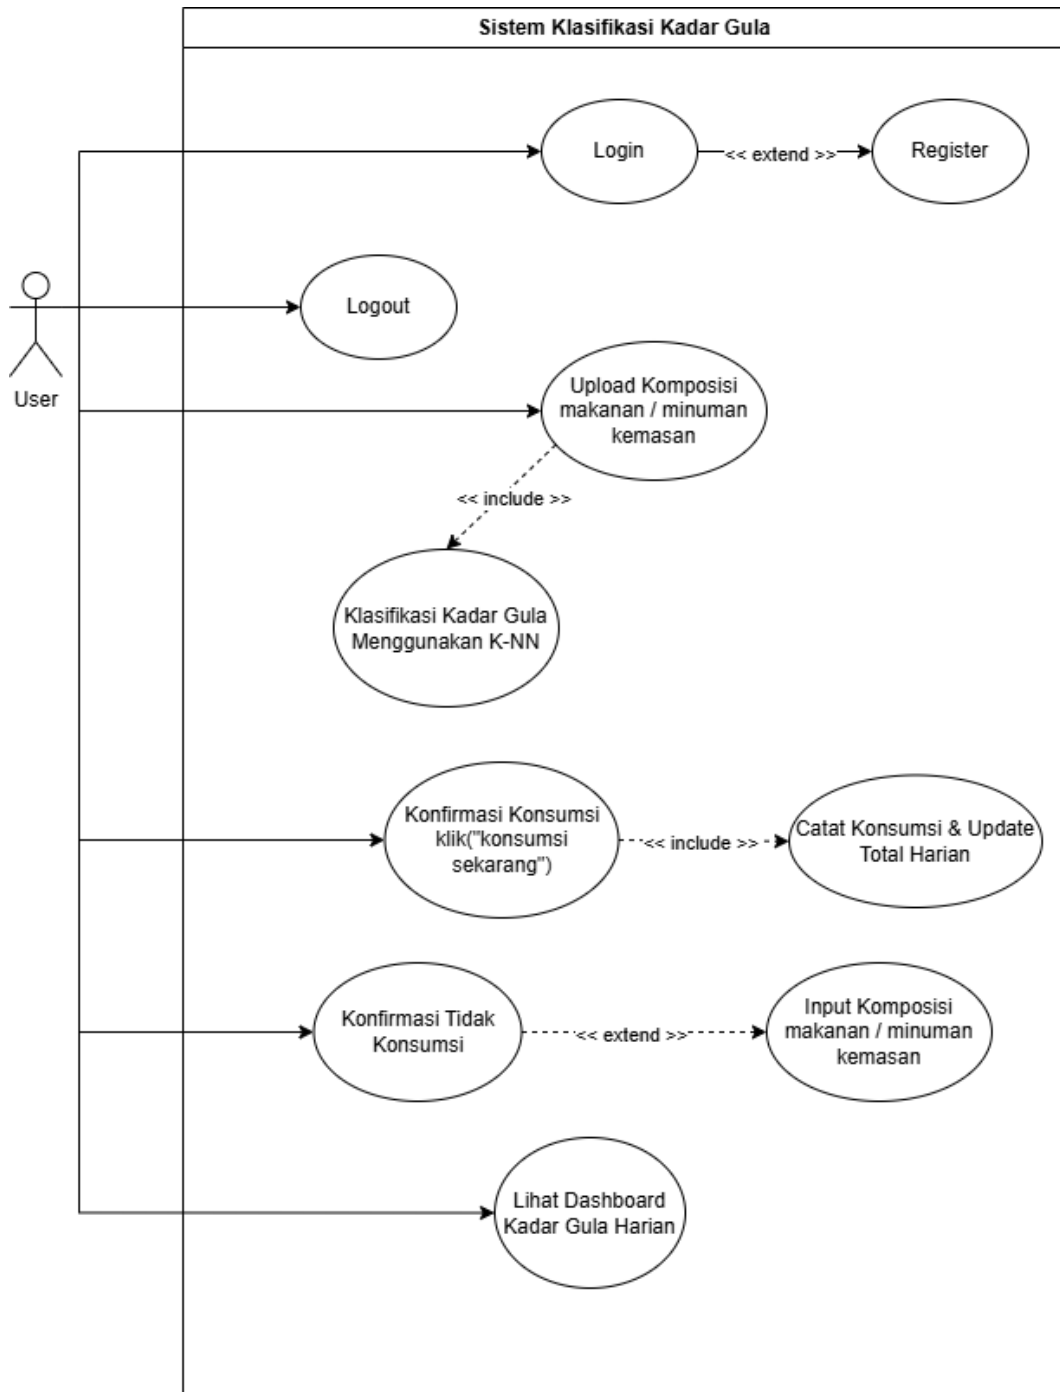 Sistem Klasifikasi Kadar Gula
Login
<< extend >>
Register
Logout
User
Upload Komposisi
makanan / minuman
kemasan
<< include >>
Klasifikasi Kadar Gula
Menggunakan K-NN
Konfirmasi Konsumsi
klik("konsumsi
sekarang")
<< include >>
Catat Konsumsi & Update
Total Harian
Konfirmasi Tidak
Konsumsi
<< extend >>
Input Komposisi
makanan / minuman
kemasan
Lihat Dashboard
Kadar Gula Harian